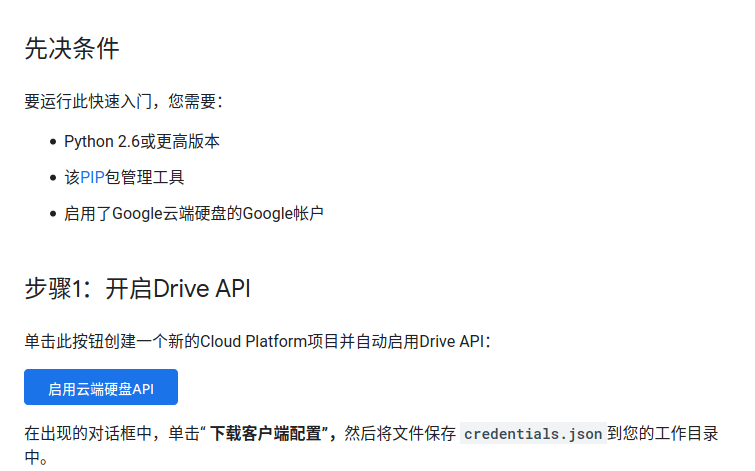 先决条件
要运行此快速入门，您需要：
Python 2.6或更高版本
该PIP包管理工具
启用了Google云端硬盘的Google帐户
步骤1：开启Drive API
单击此按钮创建一个新的Cloud Platform项目并自动启用Drive API：
启用云端硬盘API
在出现的对话框中，单击“ 下载客户端配置”，然后将文件保存 credentials.json到您的工作目录
中。